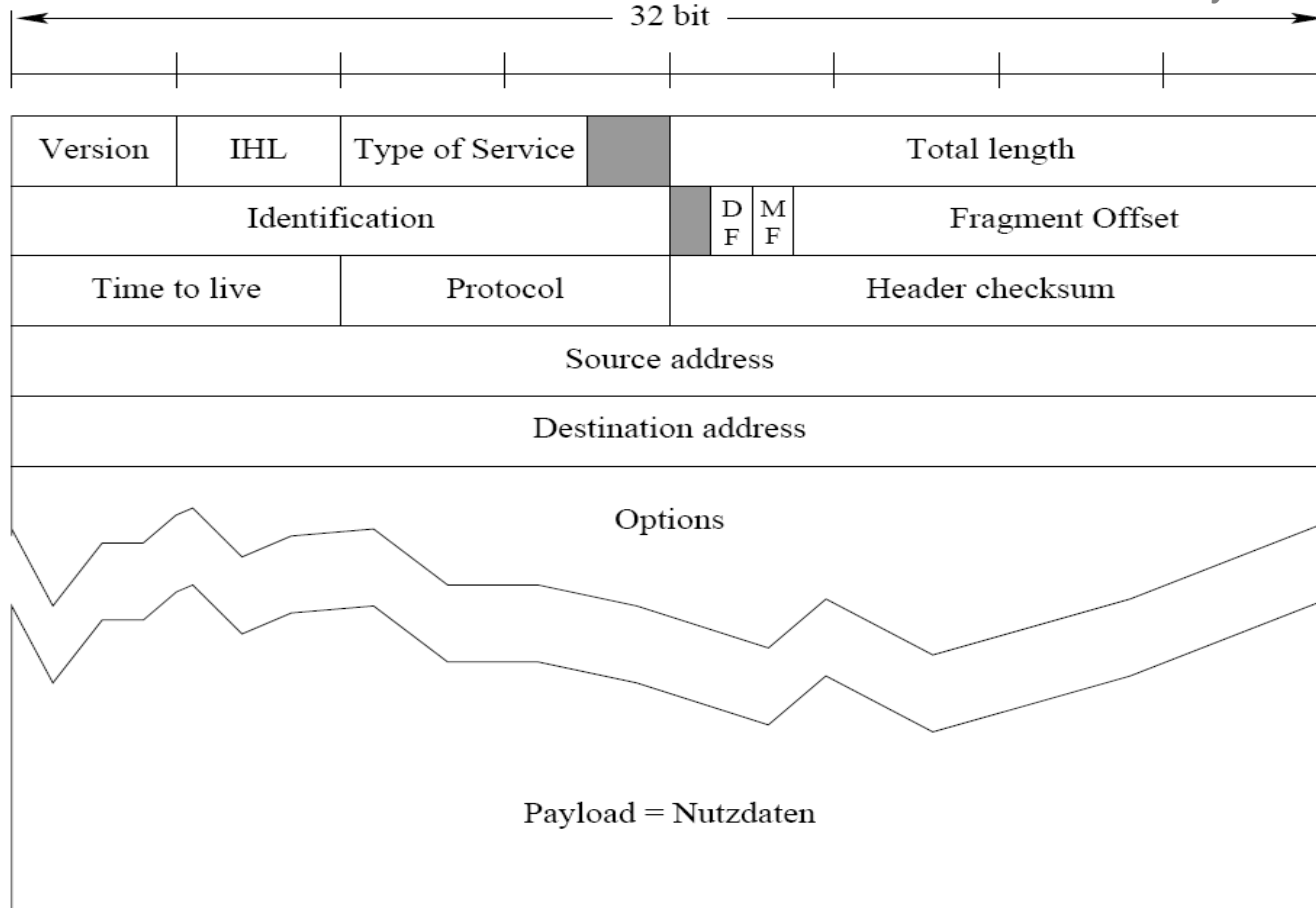 32 bit
Version IHL Type of Service Total length
Identification D M Fragment Offset
F F
Time to live Protocol Header checksum
Source address
Destination address
Options
Payload = Nutzdaten